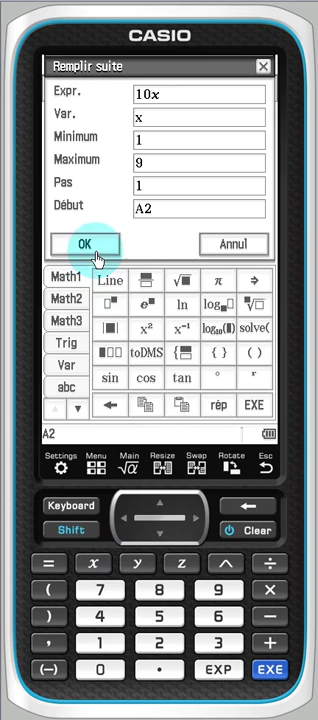 CASIO
Remplir suite
Expr. 10x
Var. x
Minimum 1
Maximum 9
Pas 1
Début A2
OK Annul
Math1 Line √■ π ⇒
Math2 □■ e■ ln log■□ ■√□
Math3 |■| x² x⁻¹ log₁₀(■) solve(
Trig toDMS { } ( )
Var sin cos tan ° r
abc rép EXE
A2
Settings Menu Main Resize Swap Rotate Esc
Keyboard
Shift Clear
= x y z ^ ÷
( 7 8 9 ×
) 4 5 6 −
, 1 2 3 +
(−) 0 . EXP EXE